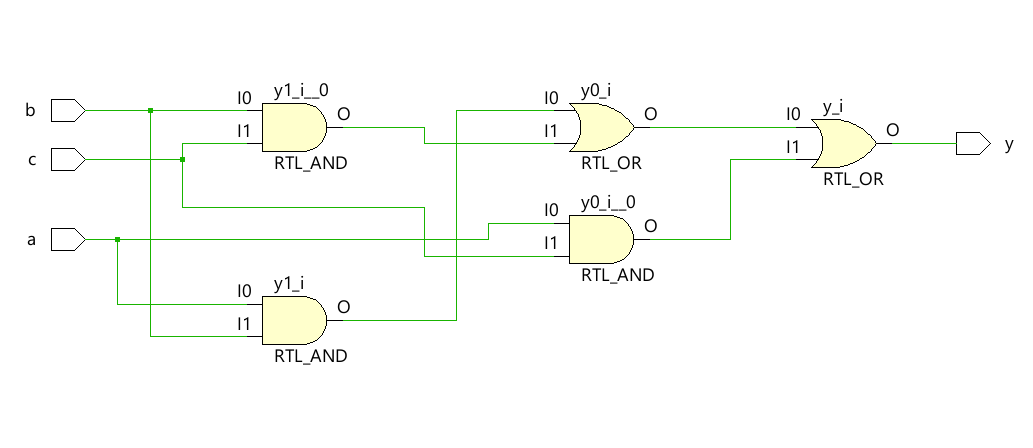 b
c
a
I0
I1
y1_i__0
O
RTL_AND
I0
I1
y1_i
O
RTL_AND
I0
I1
y0_i
O
RTL_OR
I0
I1
y0_i__0
O
RTL_AND
I0
I1
y_i
O
RTL_OR
y